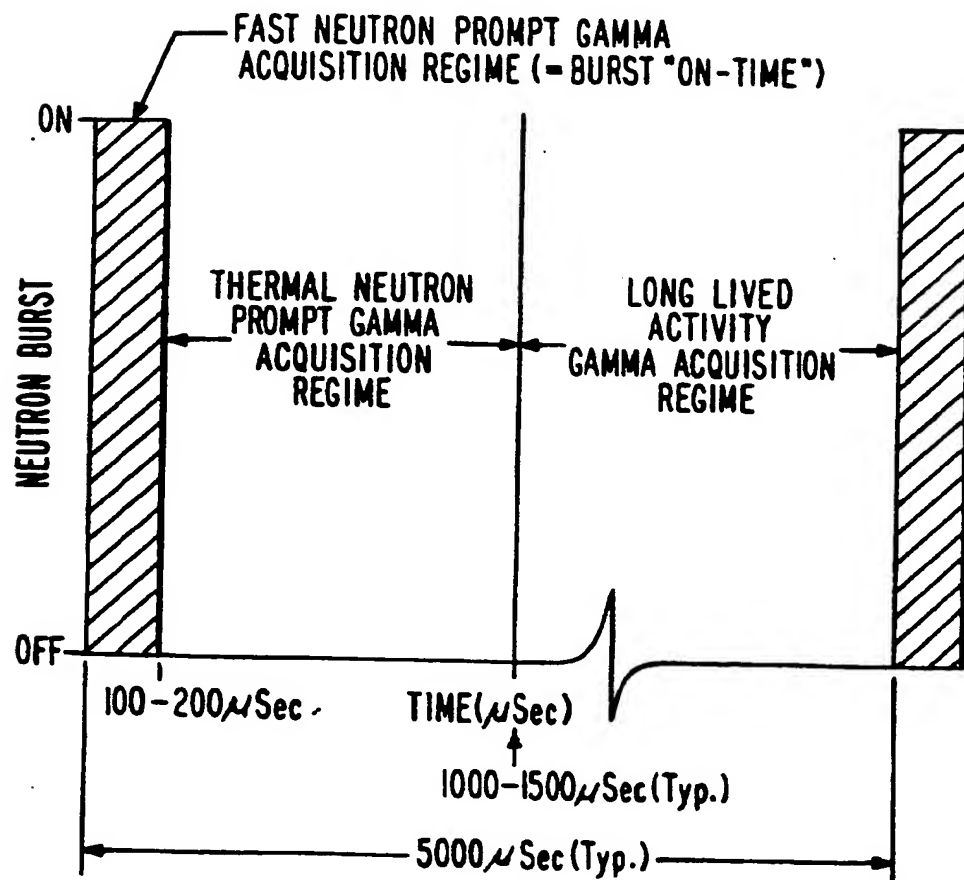 FAST NEUTRON PROMPT GAMMA
ACQUISITION REGIME (=BURST "ON-TIME")
ON
NEUTRON BURST
THERMAL NEUTRON
PROMPT GAMMA
ACQUISITION
REGIME
LONG LIVED
ACTIVITY
GAMMA ACQUISITION
REGIME
OFF
100-200μSec.
TIME(μSec)
1000-1500μSec(Typ.)
5000μSec(Typ.)